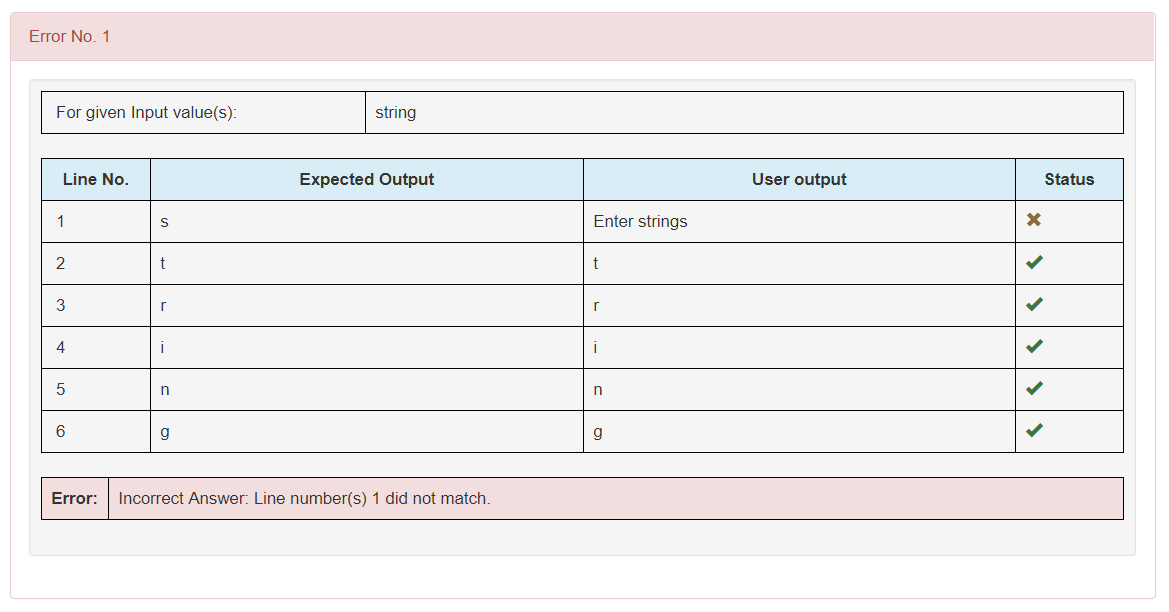 Error No. 1
For given Input value(s): string
Line No. Expected Output User output Status
1 s Enter strings
2 t t
3 r r
4 i i
5 n n
6 g g
Error: Incorrect Answer: Line number(s) 1 did not match.